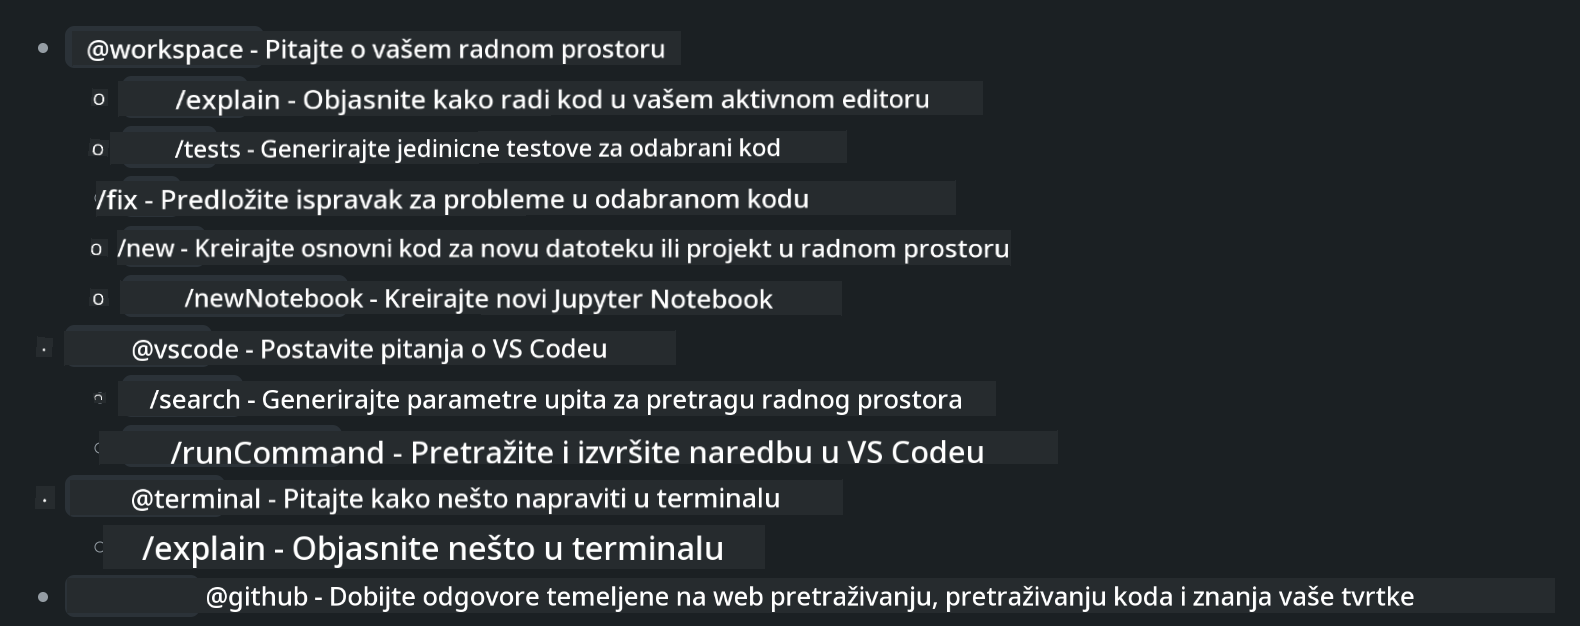 @workspace - Pitajte o vašem radnom prostoru
/explain - Objasnite kako radi kod u vašem aktivnom editoru
/tests - Generirajte jedinicne testove za odabrani kod
/fix - Predložite ispravak za probleme u odabranom kodu
/new - Kreirajte osnovni kod za novu datoteku ili projekt u radnom prostoru
/newNotebook - Kreirajte novi Jupyter Notebook
@vscode - Postavite pitanja o VS Codeu
/search - Generirajte parametre upita za pretragu radnog prostora
/runCommand - Pretražite i izvršite naredbu u VS Codeu
@terminal - Pitajte kako nešto napraviti u terminalu
/explain - Objasnite nešto u terminalu
@github - Dobijte odgovore temeljene na web pretraživanju, pretraživanju koda i znanja vaše tvrtke